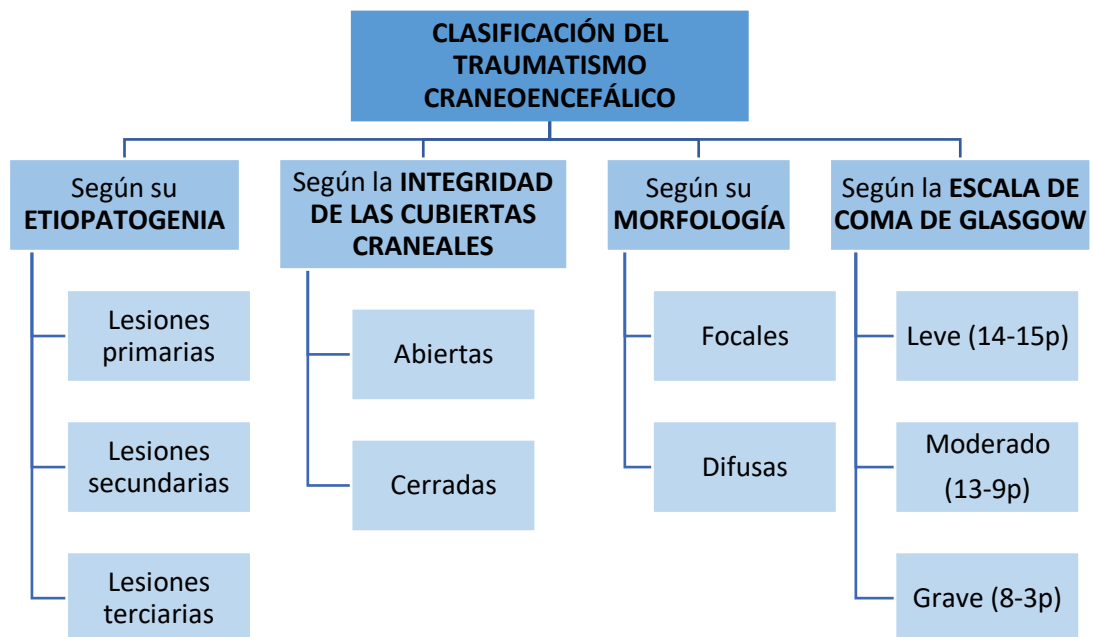 CLASIFICACIÓN DEL
TRAUMATISMO
CRANEOENCEFÁLICO
Según su
ETIOPATOGENIA
Lesiones
primarias
Lesiones
secundarias
Lesiones
terciarias
Según la INTEGRIDAD
DE LAS CUBIERTAS
CRANEALES
Abiertas
Cerradas
Según su
MORFOLOGÍA
Focales
Difusas
Según la ESCALA DE
COMA DE GLASGOW
Leve (14-15p)
Moderado
(13-9p)
Grave (8-3p)